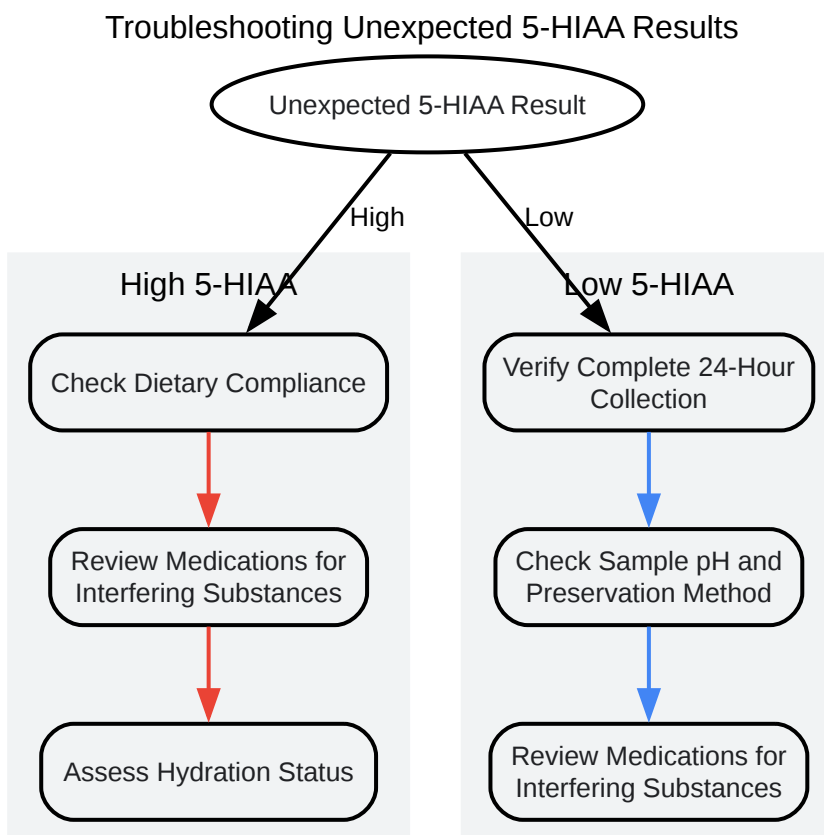 Troubleshooting Unexpected 5-HIAA Results
Unexpected 5-HIAA Result
High
Low
High 5-HIAA
Check Dietary Compliance
Review Medications for
Interfering Substances
Assess Hydration Status
Low 5-HIAA
Verify Complete 24-Hour
Collection
Check Sample pH and
Preservation Method
Review Medications for
Interfering Substances